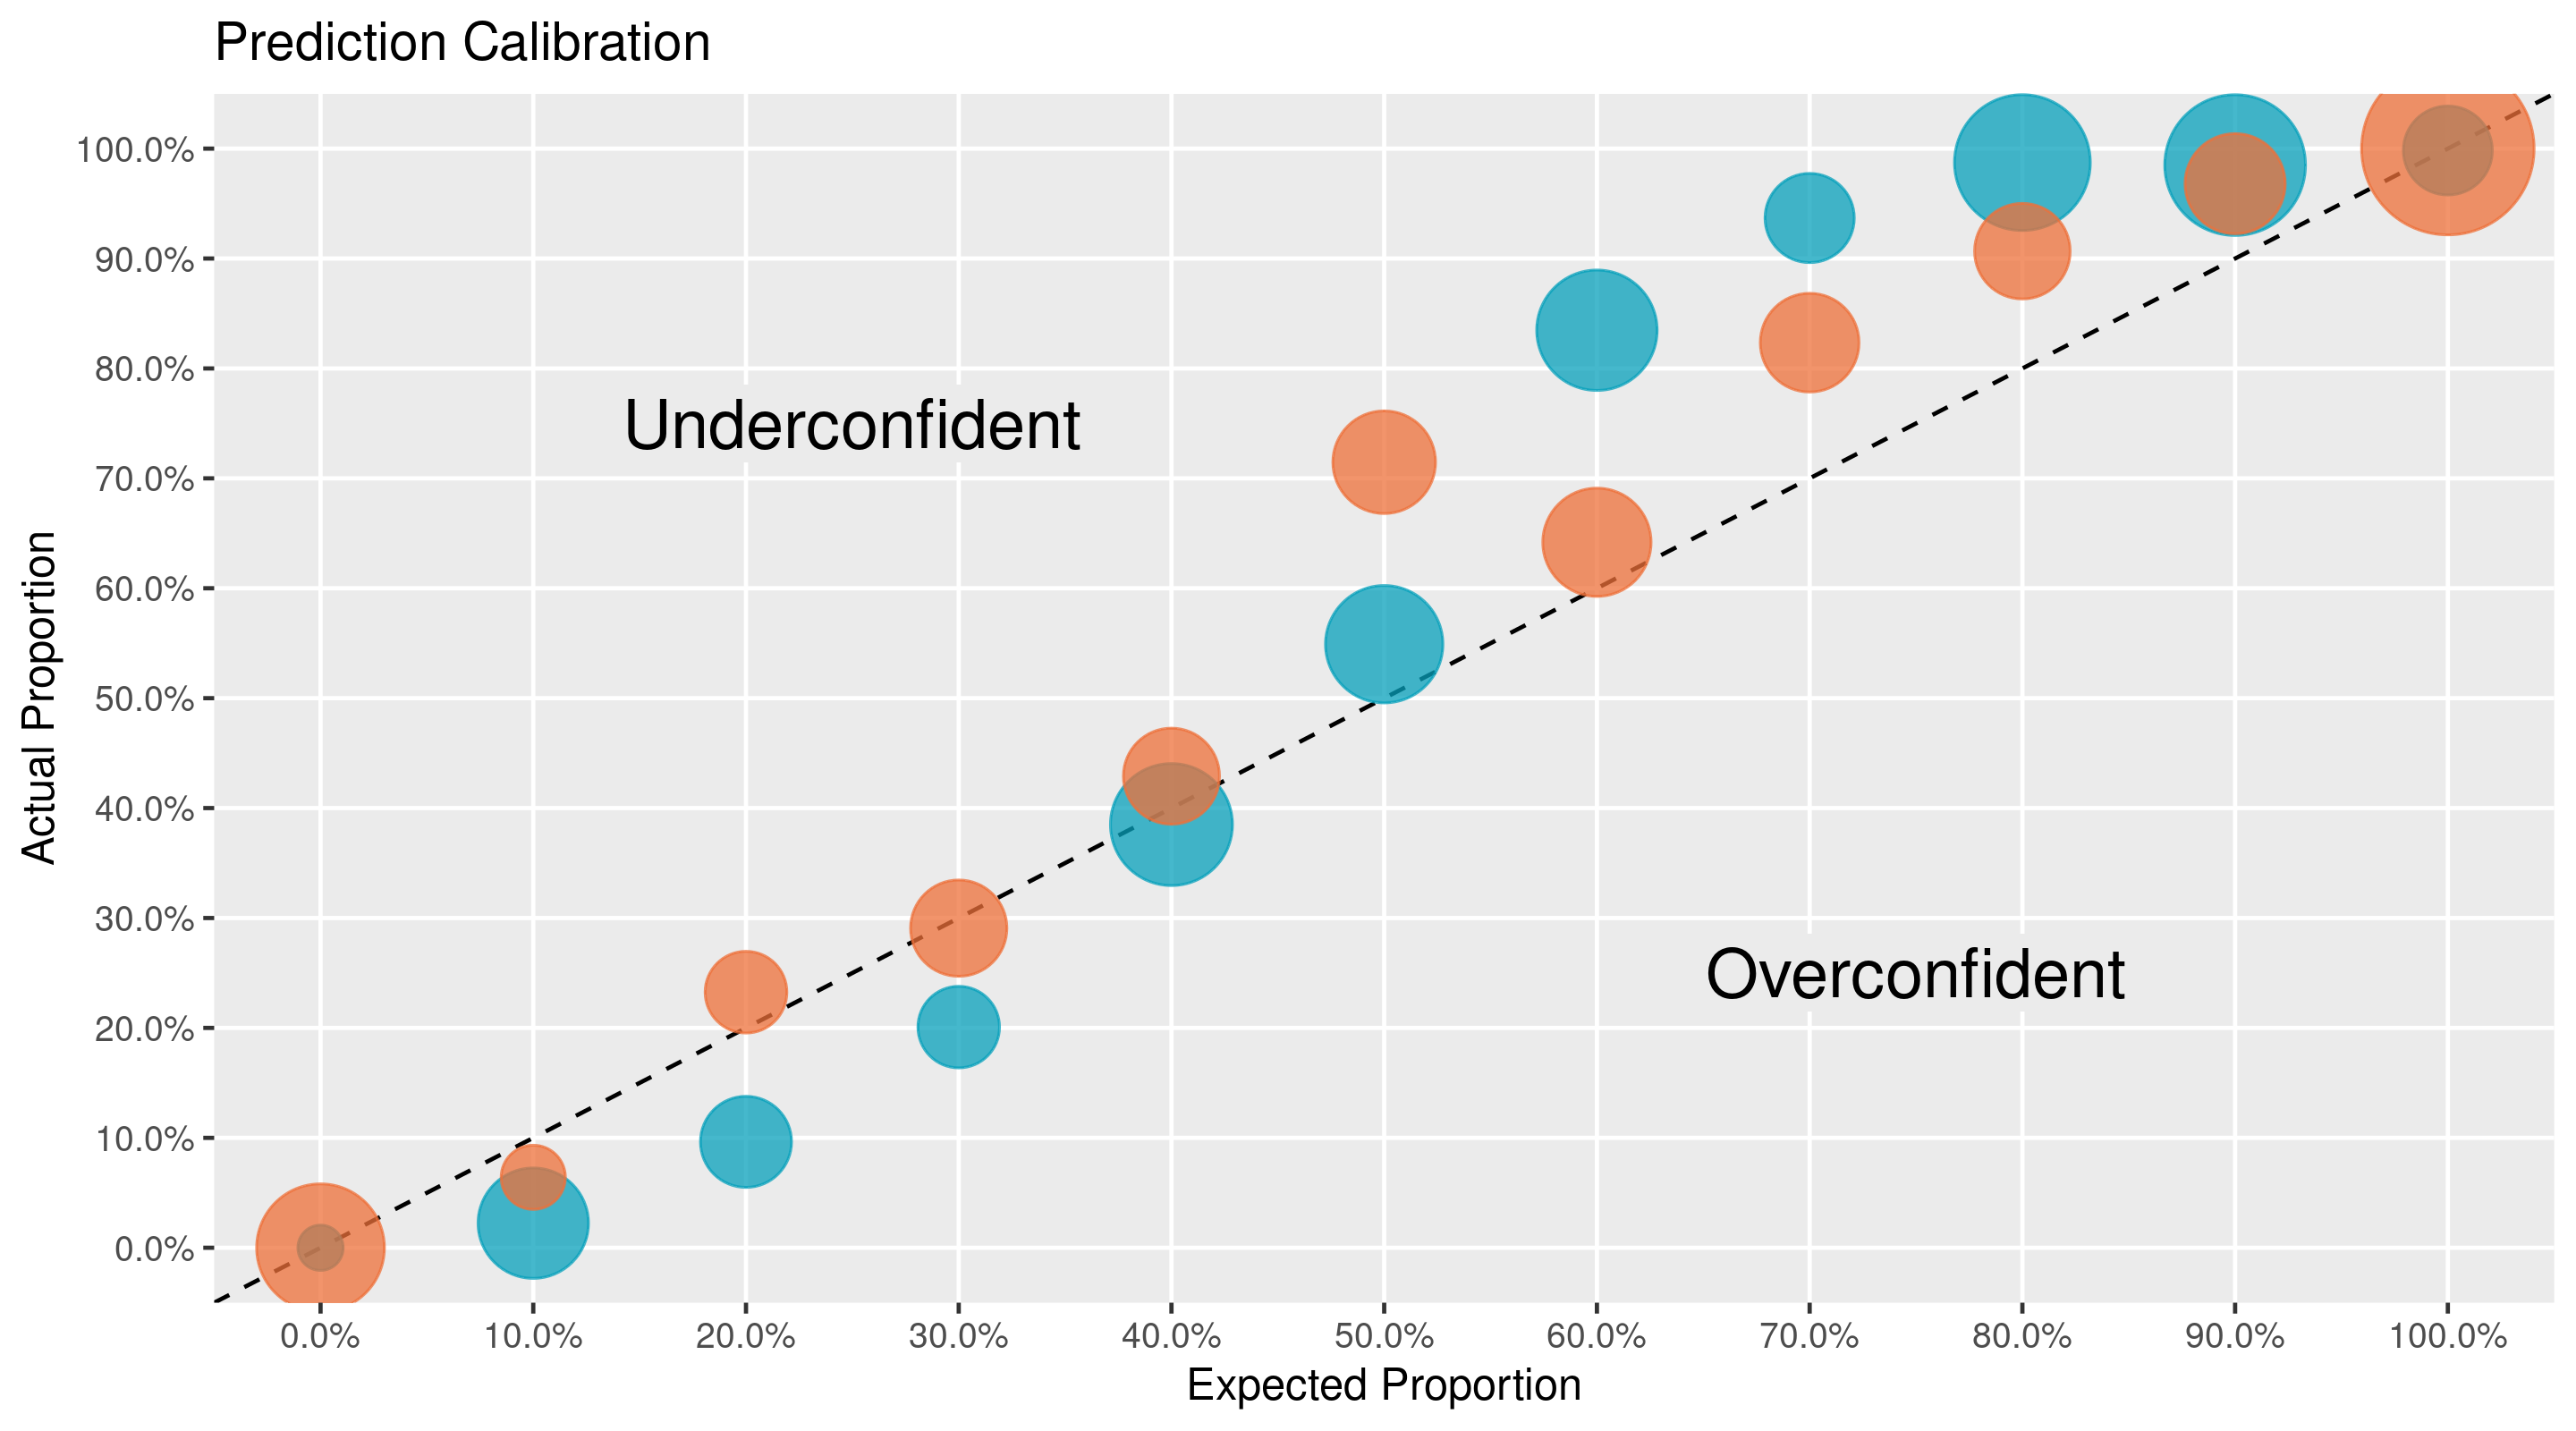 Prediction Calibration
100.0%
90.0%
80.0%
70.0%
60.0%
50.0%
40.0%
30.0%
20.0%
10.0%
0.0%
Actual Proportion
Underconfident
Overconfident
0.0% 10.0% 20.0% 30.0% 40.0% 50.0% 60.0% 70.0% 80.0% 90.0% 100.0%
Expected Proportion